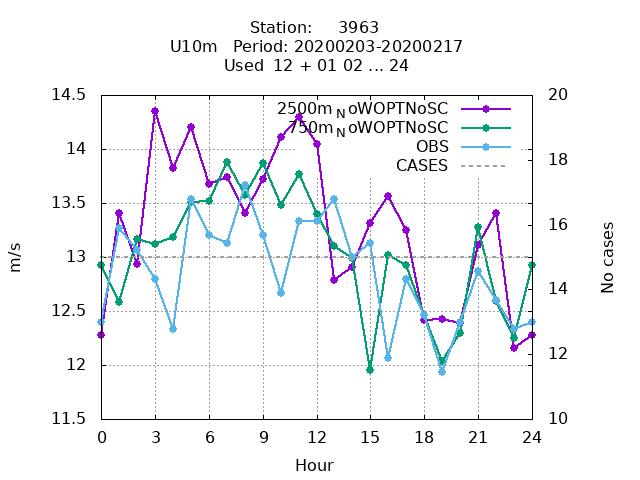 Station:     3963
U10m   Period: 20200203-20200217
Used  12 + 01 02 ... 24
14.5
14
13.5
13
12.5
12
11.5
m/s
20
18
16
14
12
10
No cases
2500m_NoWOPTNoSC
750m_NoWOPTNoSC
OBS
CASES
0 3 6 9 12 15 18 21 24
Hour